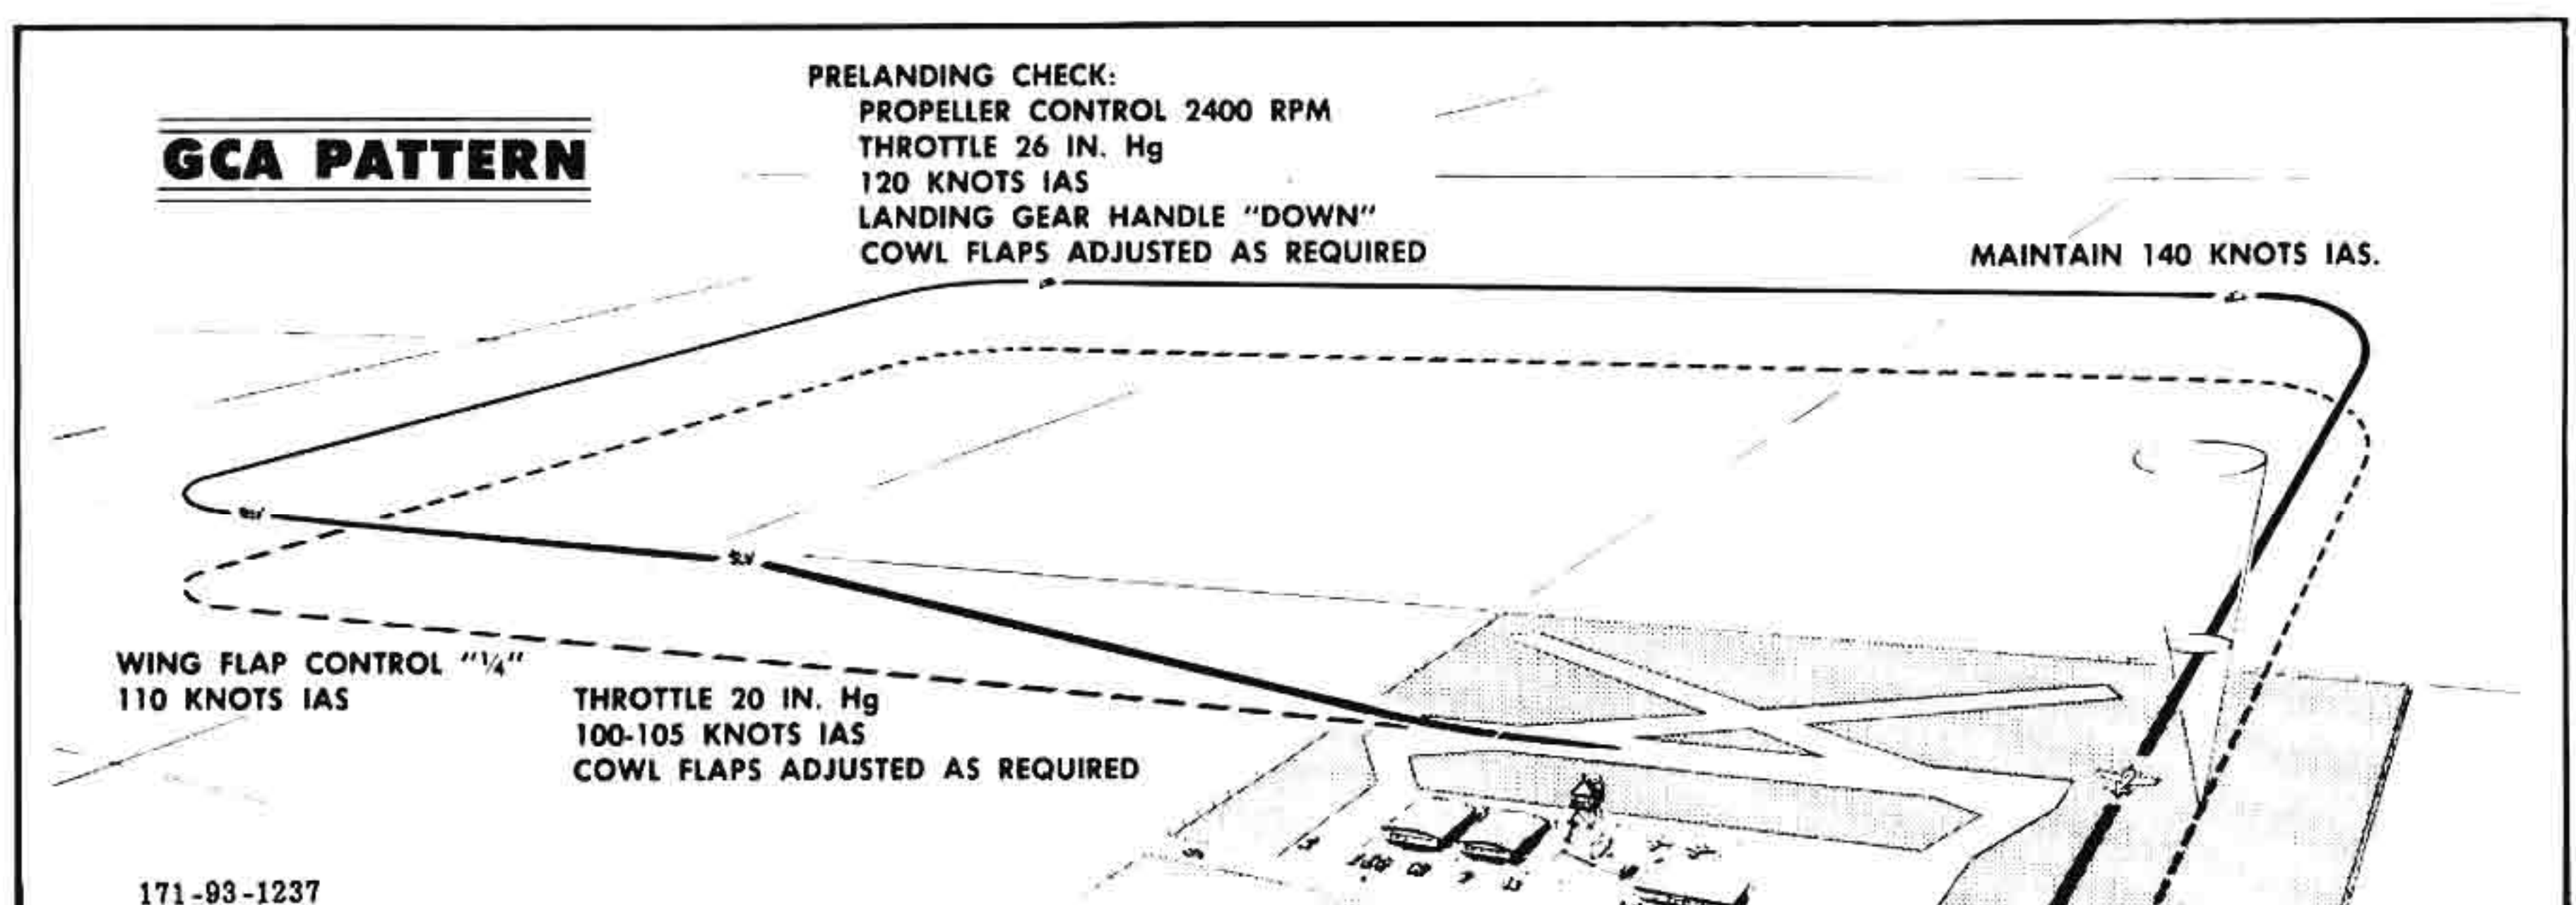 GCA PATTERN
PRELANDING CHECK:
PROPELLER CONTROL 2400 RPM
THROTTLE 26 IN. Hg
120 KNOTS IAS
LANDING GEAR HANDLE "DOWN"
COWL FLAPS ADJUSTED AS REQUIRED
MAINTAIN 140 KNOTS IAS.
WING FLAP CONTROL "¼"
110 KNOTS IAS
THROTTLE 20 IN. Hg
100-105 KNOTS IAS
COWL FLAPS ADJUSTED AS REQUIRED
171-93-1237